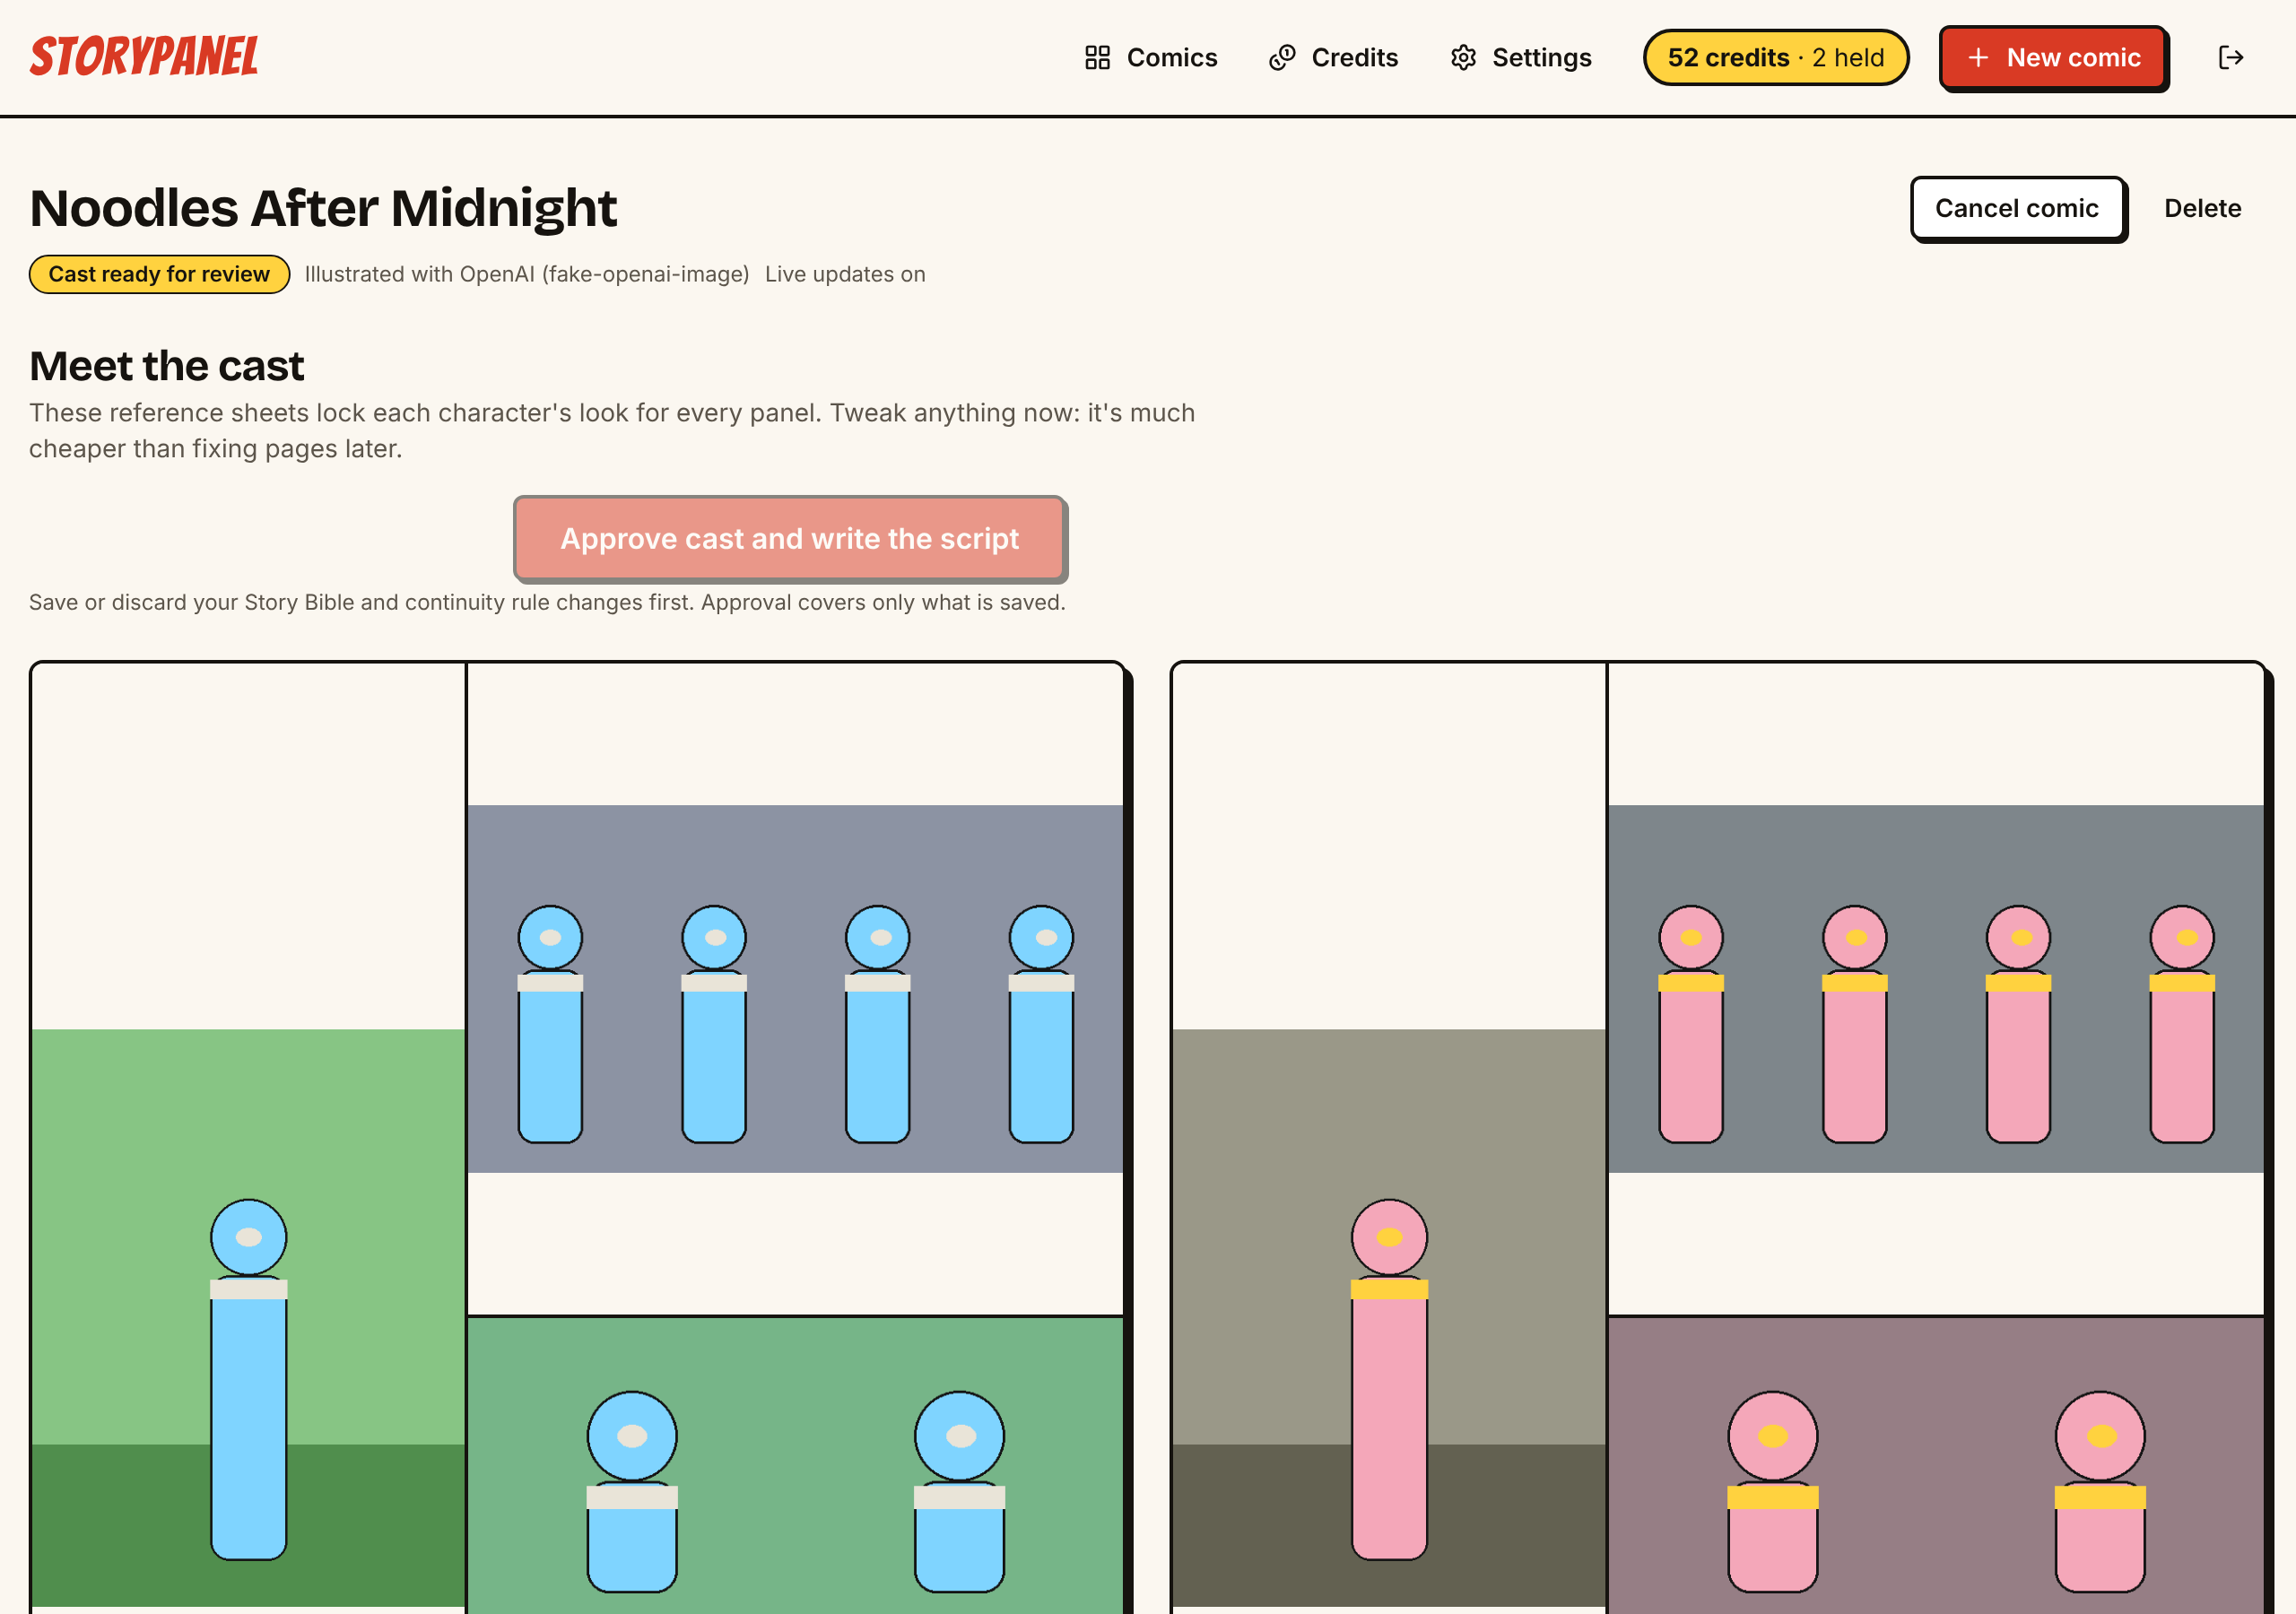 STORYPANEL
Comics
Credits
Settings
52 credits · 2 held
New comic
Noodles After Midnight
Cancel comic
Delete
Cast ready for review
Illustrated with OpenAI (fake-openai-image)
Live updates on
Meet the cast
These reference sheets lock each character's look for every panel. Tweak anything now: it's much
cheaper than fixing pages later.
Approve cast and write the script
Save or discard your Story Bible and continuity rule changes first. Approval covers only what is saved.